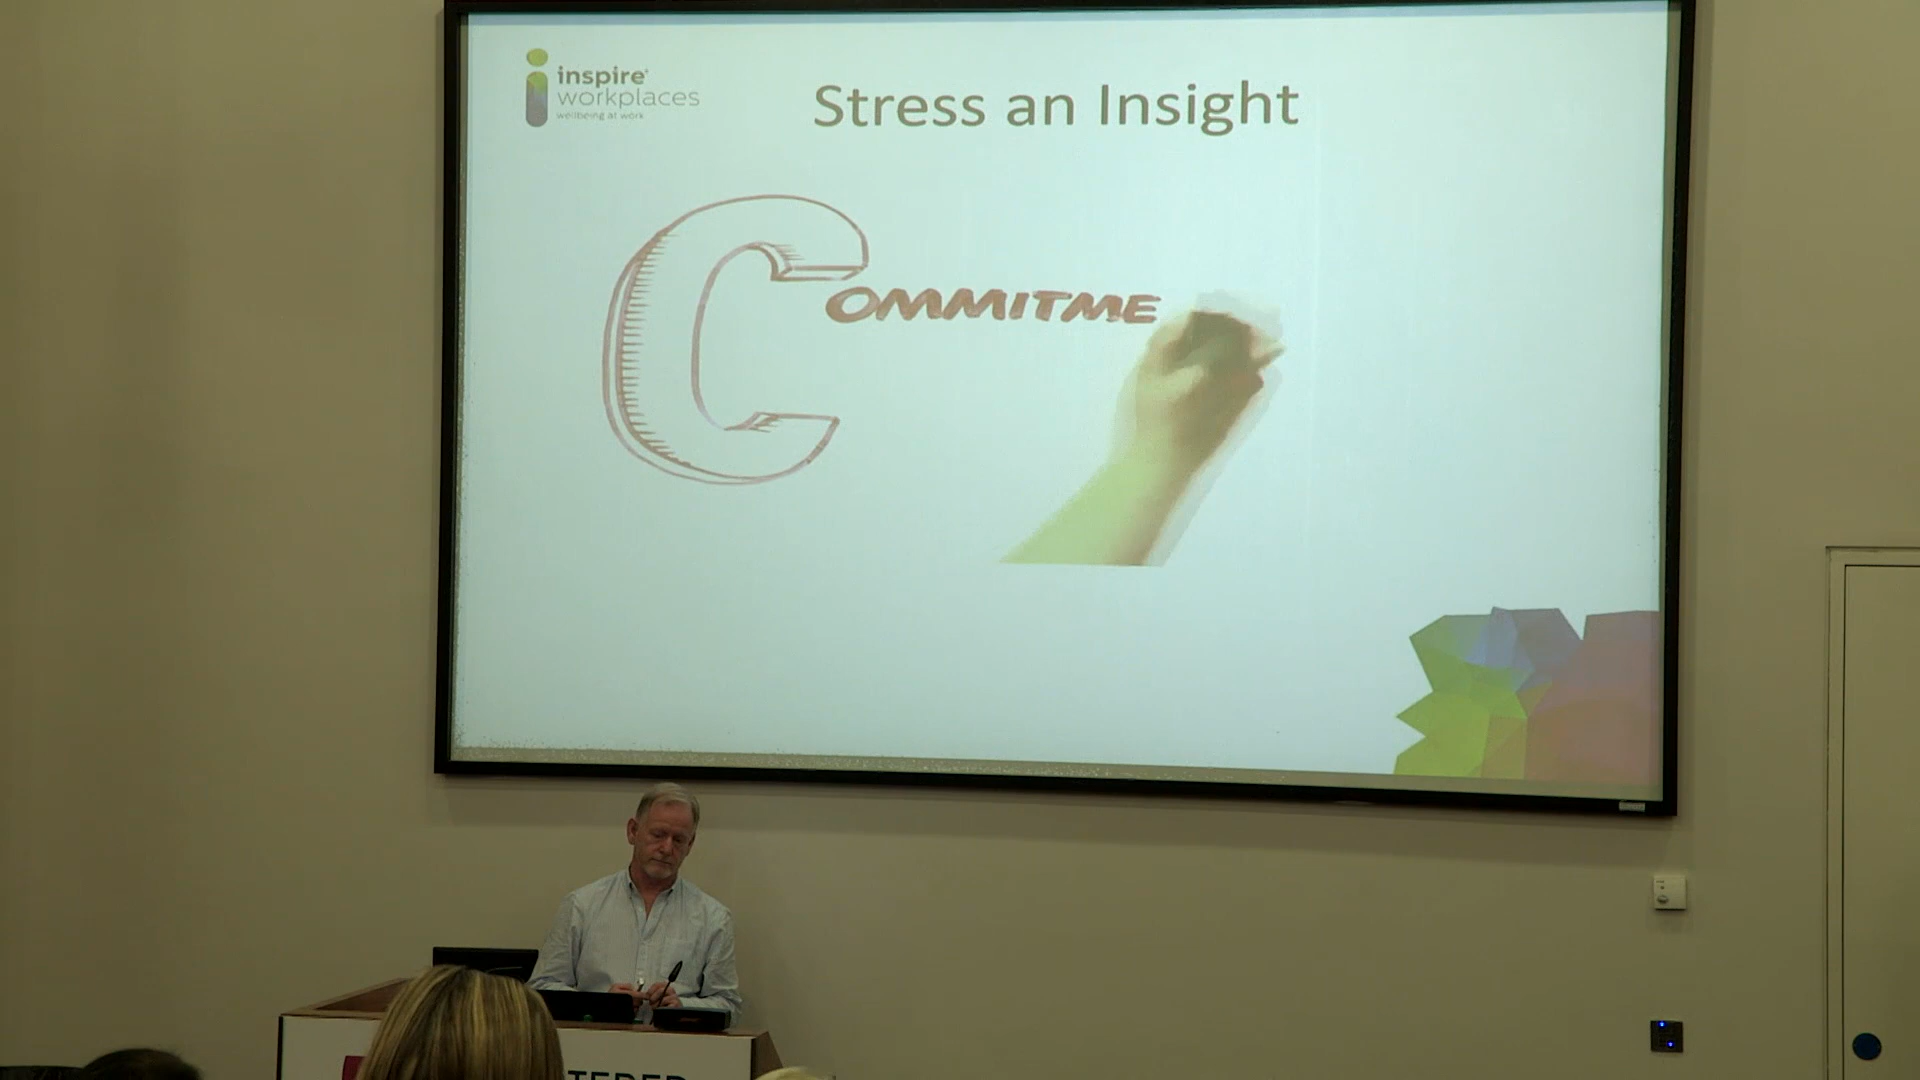 inspire
workplaces
wellbeing at work
Stress an Insight
COMMITME